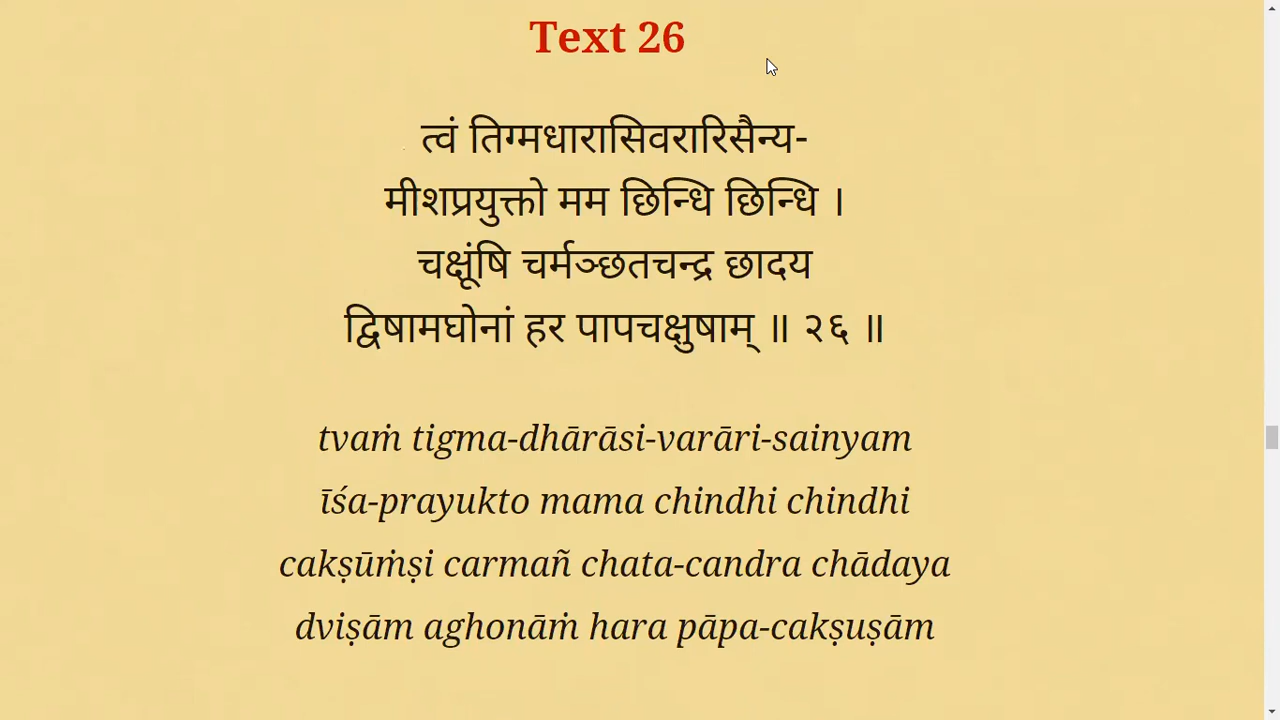 Text 26
त्वं तिग्मधारासिवरारिसैन्य-
मीशप्रयुक्तो मम छिन्धि छिन्धि ।
चक्षूंषि चर्मञ्छतचन्द्र छादय
द्विषामघोनां हर पापचक्षुषाम् ॥ २६ ॥
tvaṁ tigma-dhārāsi-varāri-sainyam
īśa-prayukto mama chindhi chindhi
cakṣūṁṣi carmañ chata-candra chādaya
dviṣām aghonāṁ hara pāpa-cakṣuṣām